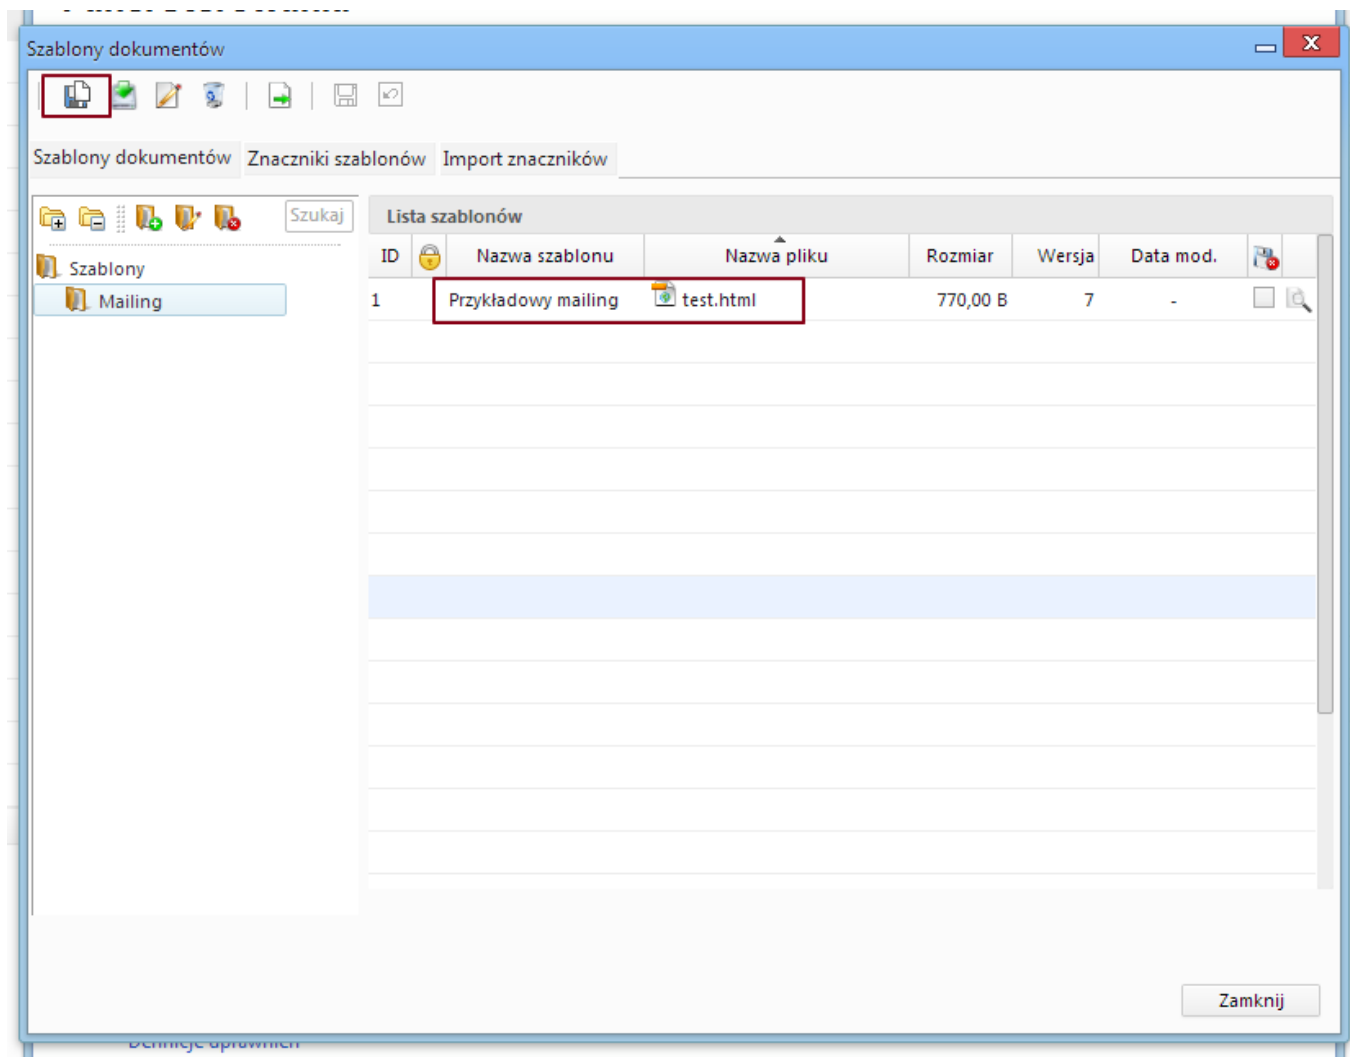 Szablony dokumentów
Szablony dokumentów Znaczniki szablonów Import znaczników
Szukaj
Lista szablonów
ID Nazwa szablonu Nazwa pliku Rozmiar Wersja Data mod.
Szablony
Mailing
1 Przykładowy mailing test.html 770,00 B 7 -
Zamknij